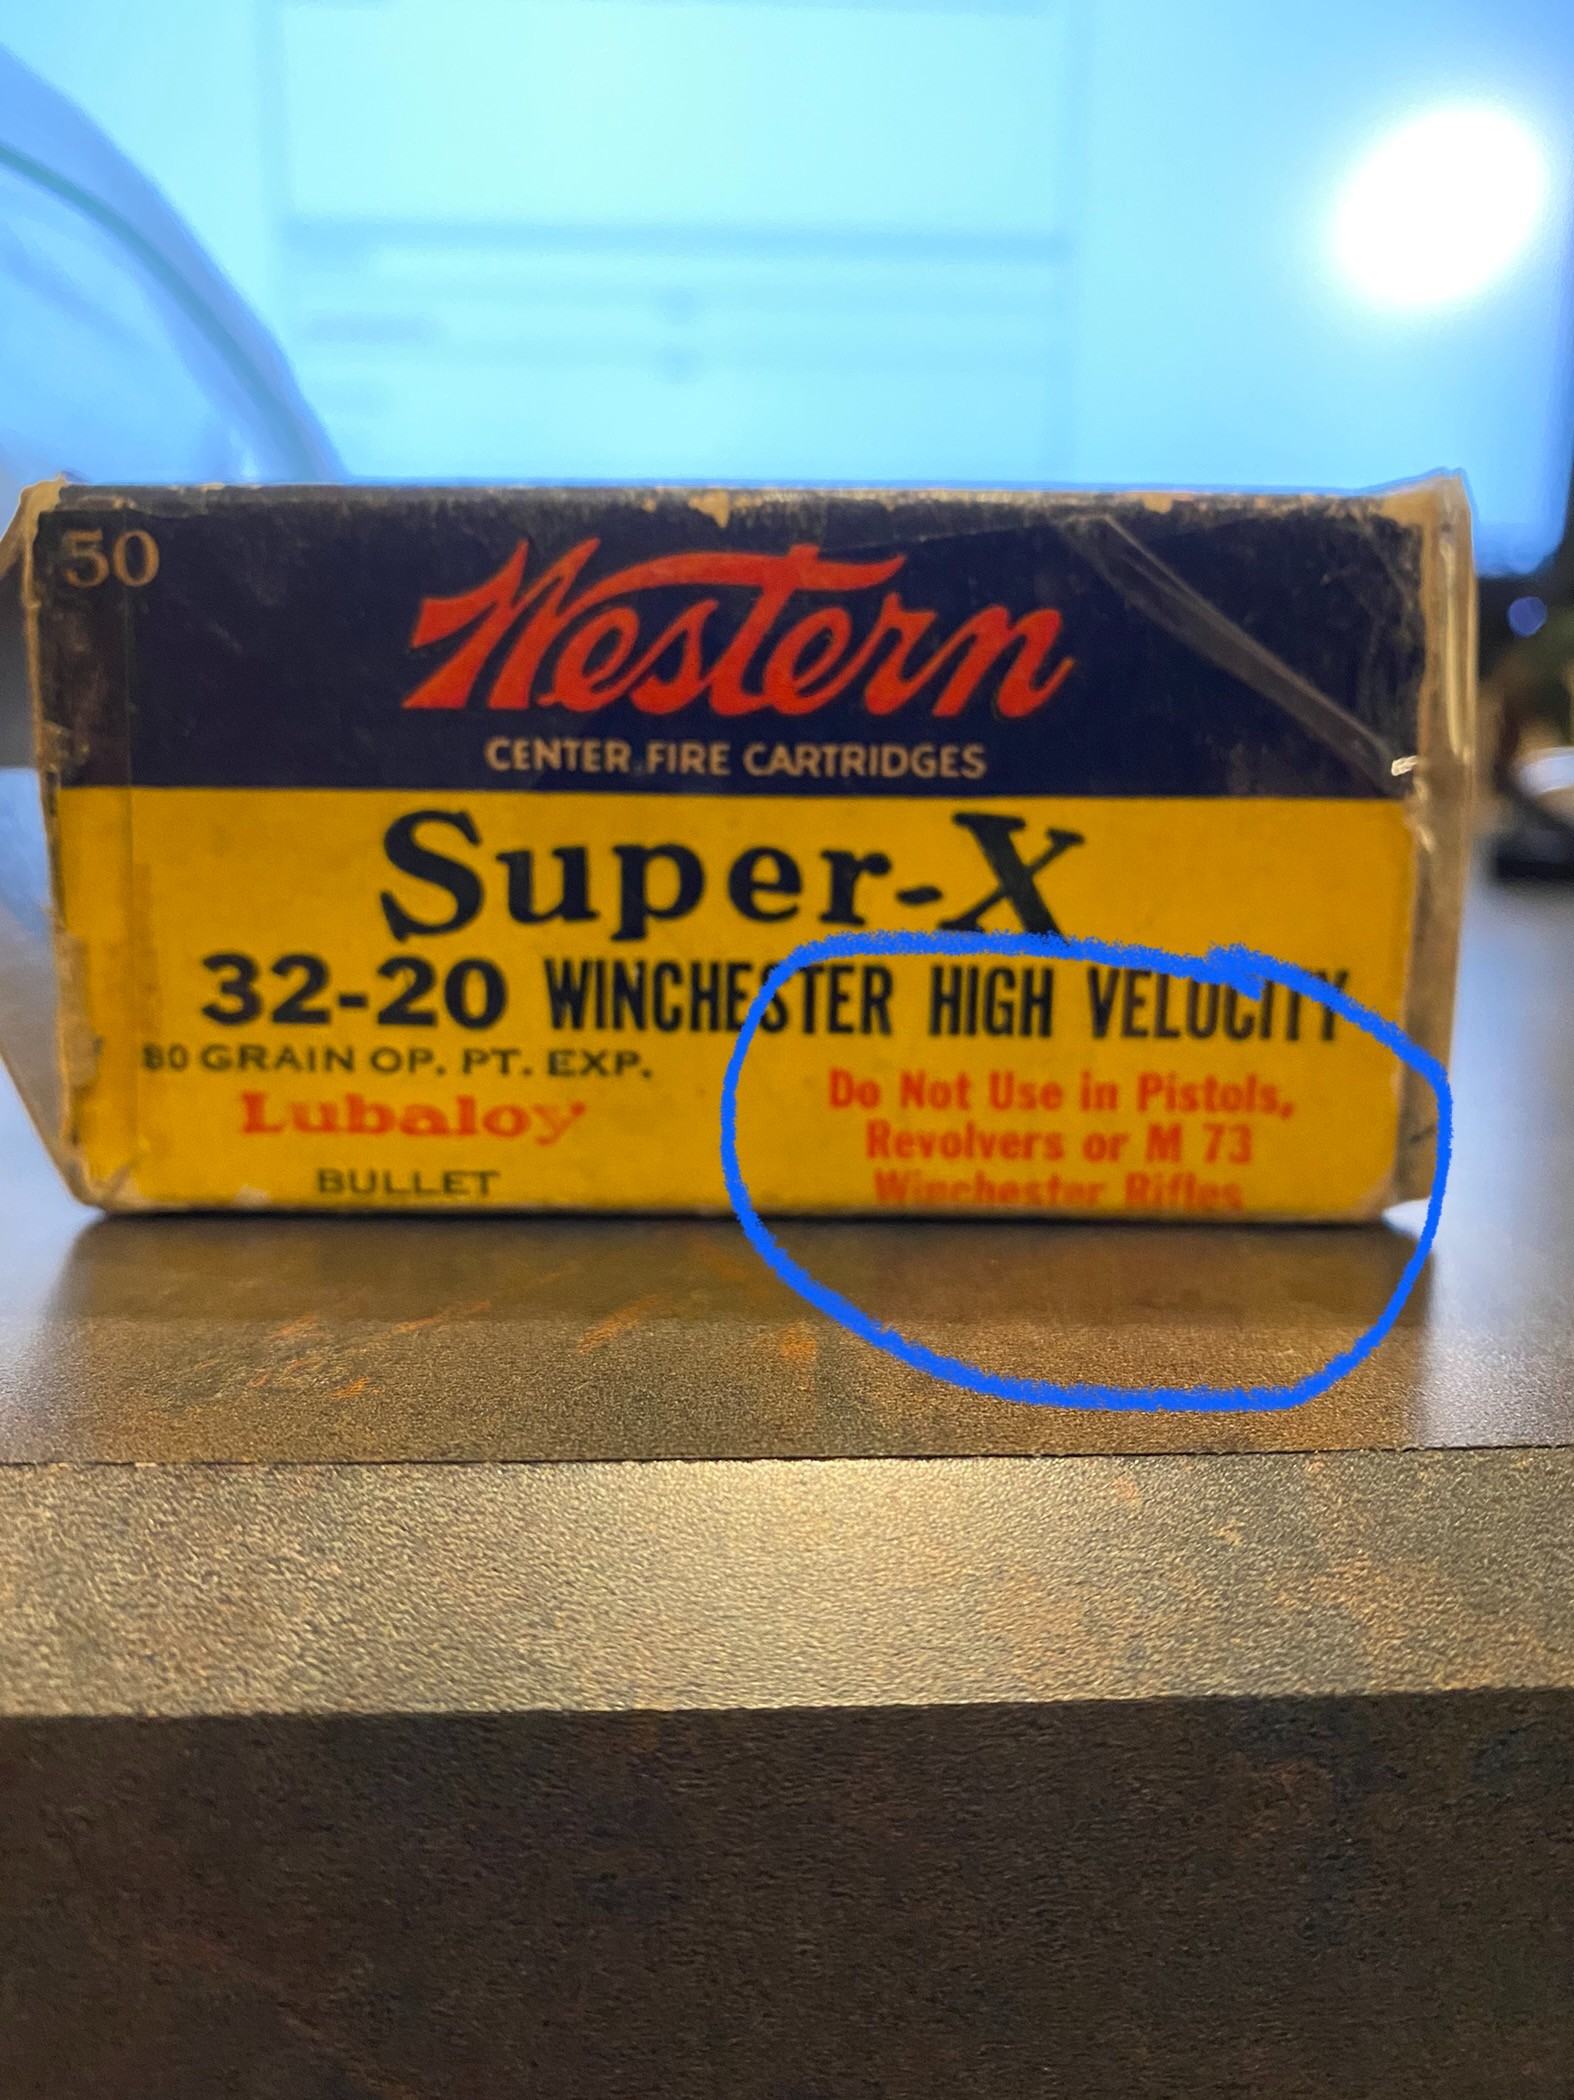 50
Western
CENTER FIRE CARTRIDGES
Super-X
32-20 WINCHESTER HIGH VELOCITY
80 GRAIN OP. PT. EXP.
Lubaloy
BULLET
Do Not Use in Pistols,
Revolvers or M 73
Winchester Rifles